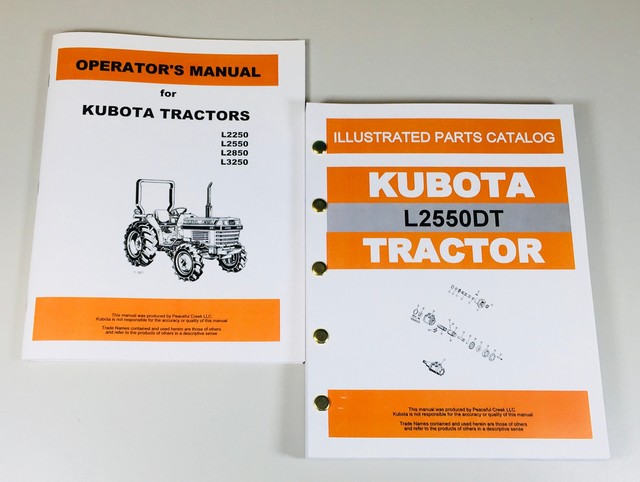 OPERATOR'S MANUAL
for
KUBOTA TRACTORS
L2250
L2550
L2850
L3250
This manual was produced by Peaceful Creek LLC.
Kubota is not responsible for the accuracy or quality of this manual
Trade Names contained and used herein are those of others
and refer to the products of others in a descriptive sense
ILLUSTRATED PARTS CATALOG
KUBOTA
L2550DT
TRACTOR
This manual was produced by Peaceful Creek LLC.
Kubota is not responsible for the accuracy or quality of this manual
Trade Names contained and used herein are those of others
and refer to the products of others in a descriptive sense